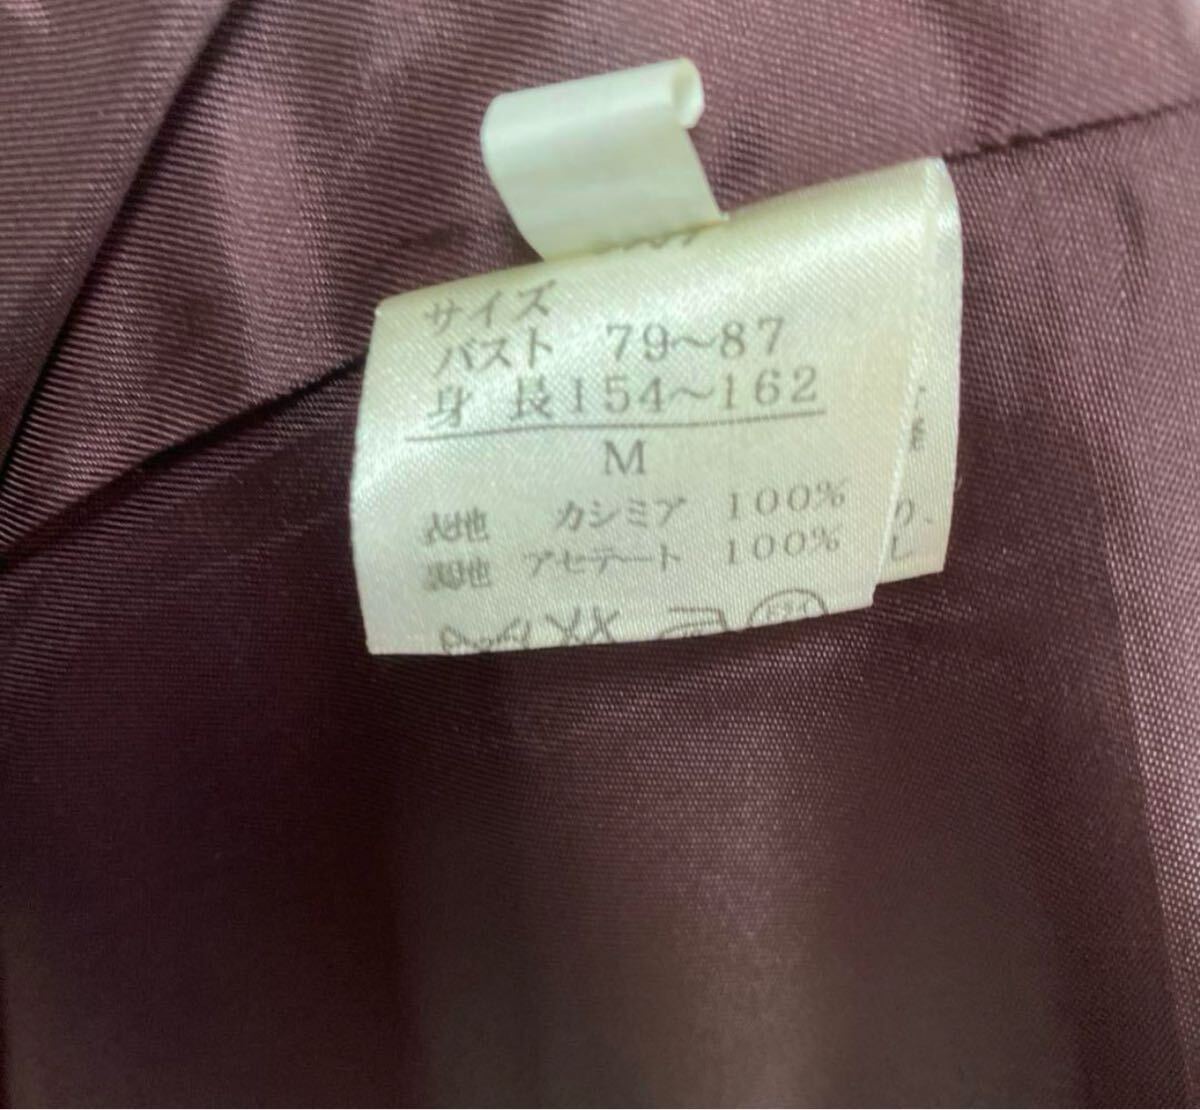 サイズ
バスト 79～87
身長154～162
M
表地 カシミア 100%
裏地 アセテート 100%